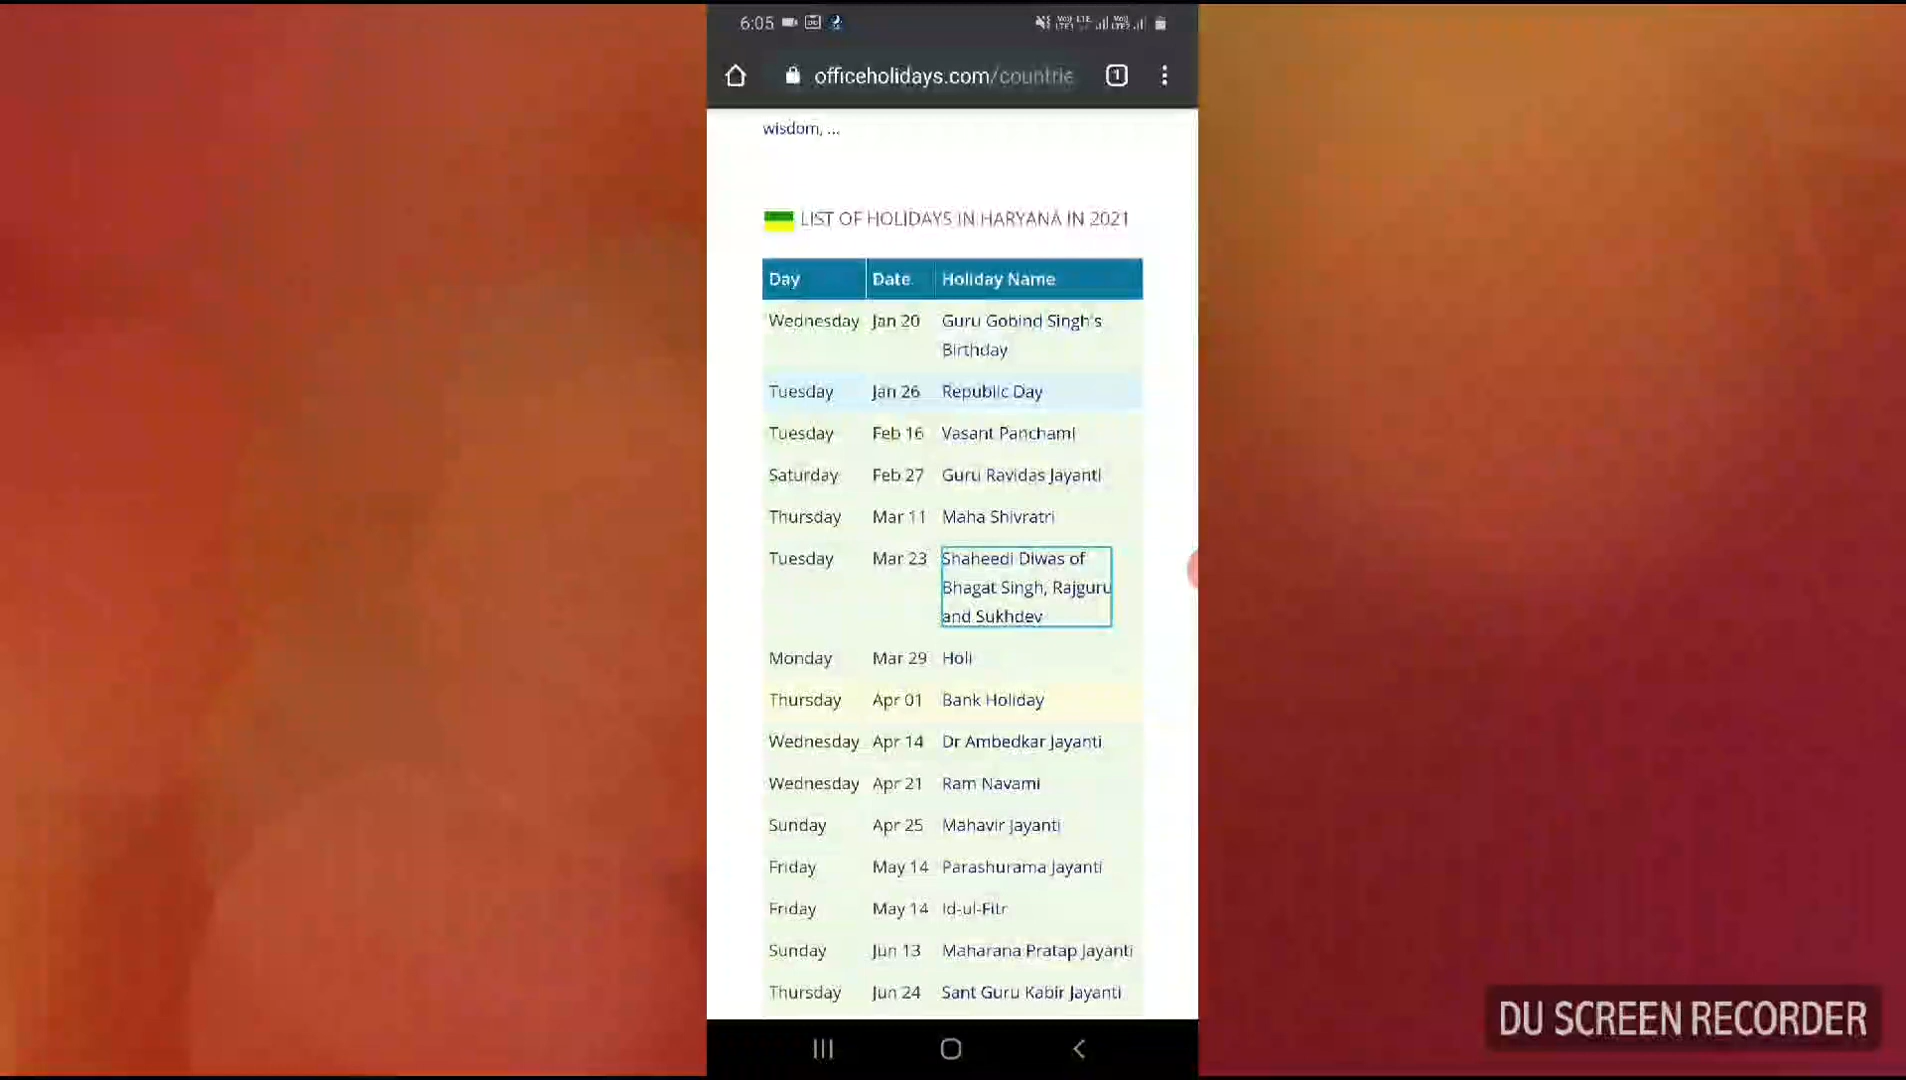 6:05
officeholidays.com/countrie
1
wisdom, ...
LIST OF HOLIDAYS IN HARYANA IN 2021
Day Date Holiday Name
Wednesday Jan 20 Guru Gobind Singh's
Birthday
Tuesday Jan 26 Republic Day
Tuesday Feb 16 Vasant Panchami
Saturday Feb 27 Guru Ravidas Jayanti
Thursday Mar 11 Maha Shivratri
Tuesday Mar 23 Shaheedi Diwas of
Bhagat Singh, Rajguru
and Sukhdev
Monday Mar 29 Holi
Thursday Apr 01 Bank Holiday
Wednesday Apr 14 Dr Ambedkar Jayanti
Wednesday Apr 21 Ram Navami
Sunday Apr 25 Mahavir Jayanti
Friday May 14 Parashurama Jayanti
Friday May 14 Id-ul-Fitr
Sunday Jun 13 Maharana Pratap Jayanti
Thursday Jun 24 Sant Guru Kabir Jayanti
DU SCREEN RECORDER